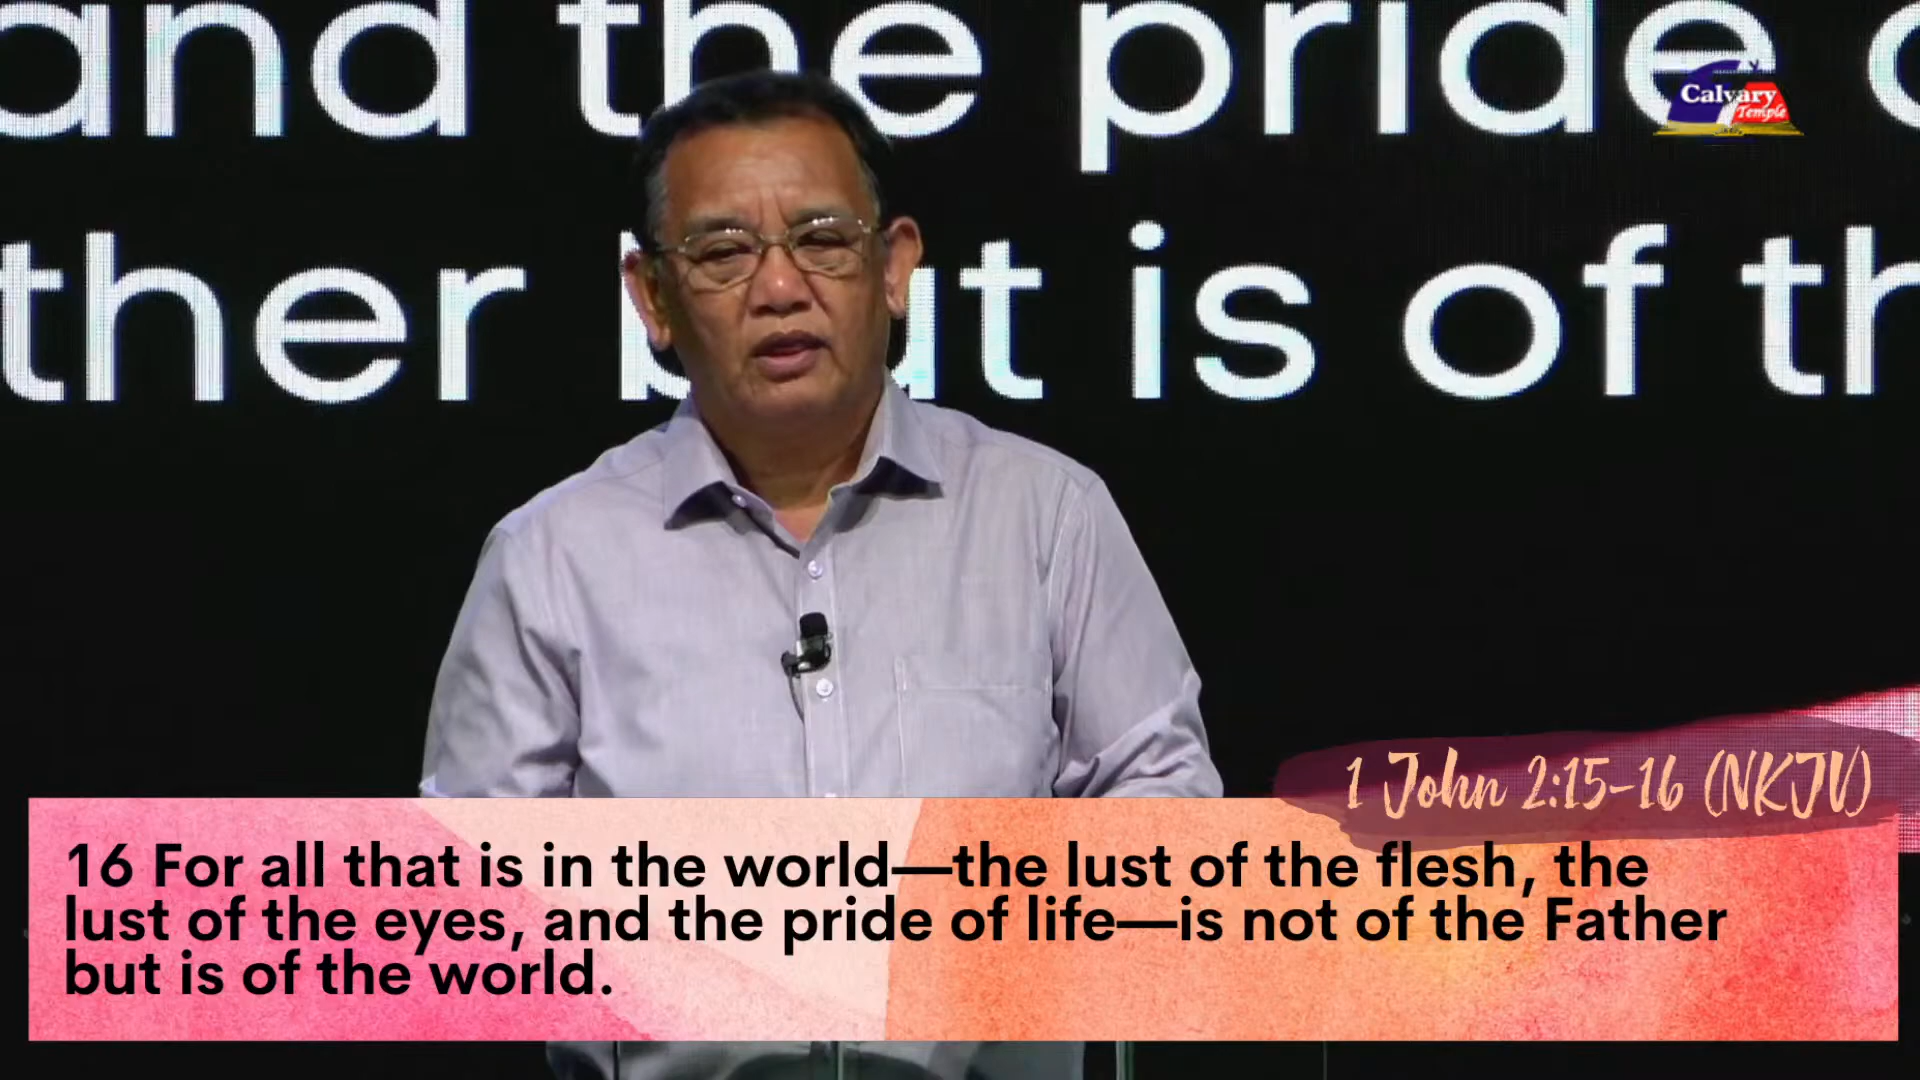 and the pride
Calvary
Temple
ther but is of th
1 John 2:15-16 (NKJV)
16 For all that is in the world—the lust of the flesh, the
lust of the eyes, and the pride of life—is not of the Father
but is of the world.